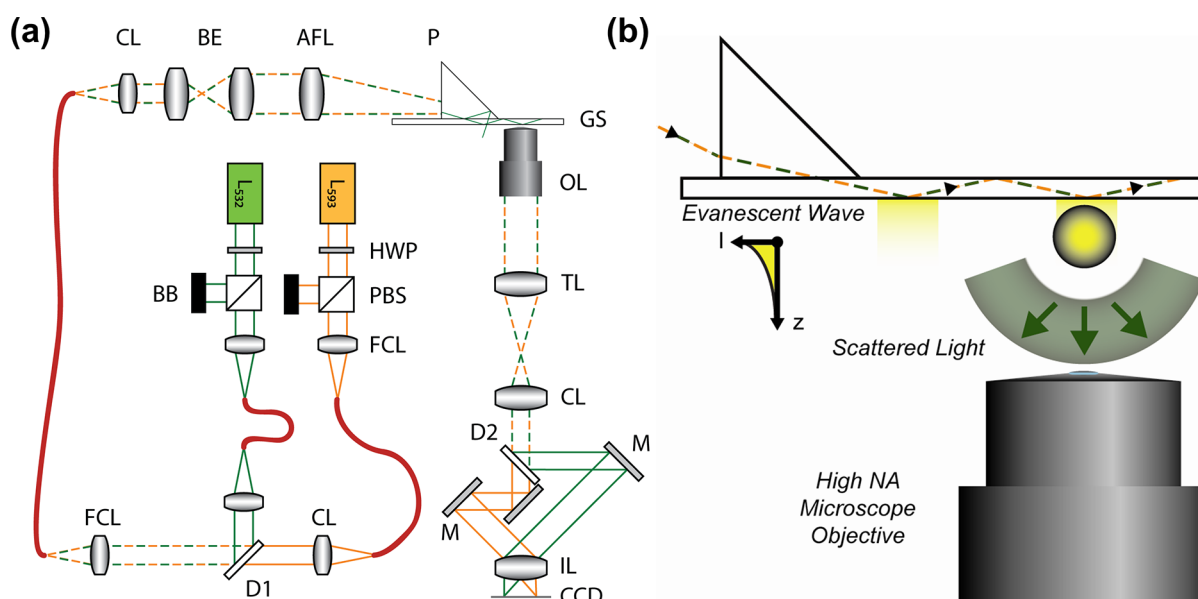 (a)
CL
BE
AFL
P
GS
OL
L532
L593
HWP
BB
PBS
FCL
TL
CL
D2
M
M
FCL
CL
D1
IL
CCD
(b)
Evanescent Wave
I
z
Scattered Light
High NA
Microscope
Objective